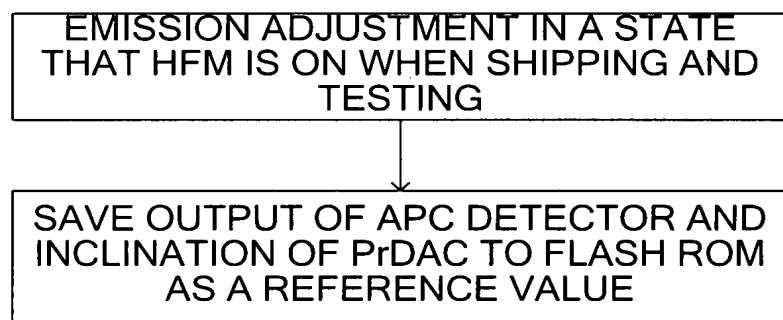 EMISSION ADJUSTMENT IN A STATE
THAT HFM IS ON WHEN SHIPPING AND
TESTING
SAVE OUTPUT OF APC DETECTOR AND
INCLINATION OF PrDAC TO FLASH ROM
AS A REFERENCE VALUE